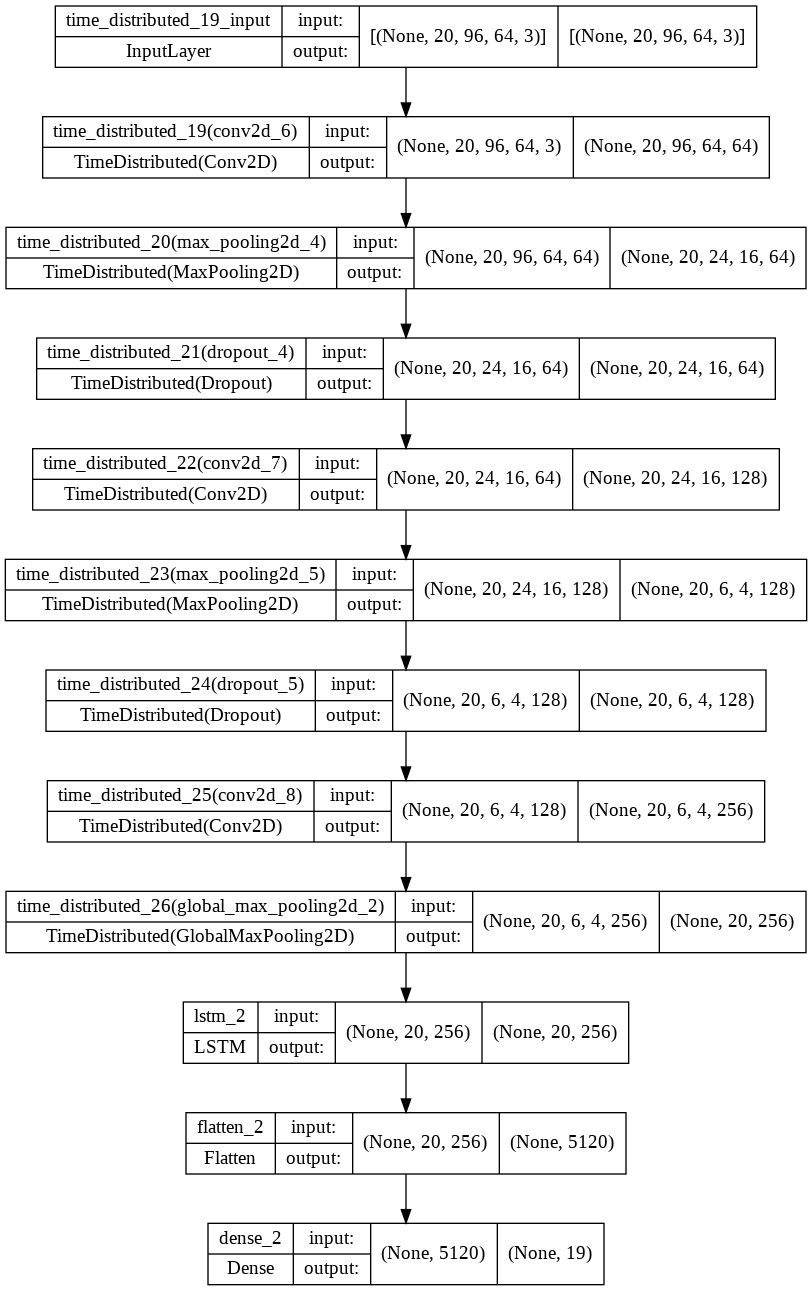 time_distributed_19_input input: [(None, 20, 96, 64, 3)] [(None, 20, 96, 64, 3)]
InputLayer output:
time_distributed_19(conv2d_6) input: (None, 20, 96, 64, 3) (None, 20, 96, 64, 64)
TimeDistributed(Conv2D) output:
time_distributed_20(max_pooling2d_4) input: (None, 20, 96, 64, 64) (None, 20, 24, 16, 64)
TimeDistributed(MaxPooling2D) output:
time_distributed_21(dropout_4) input: (None, 20, 24, 16, 64) (None, 20, 24, 16, 64)
TimeDistributed(Dropout) output:
time_distributed_22(conv2d_7) input: (None, 20, 24, 16, 64) (None, 20, 24, 16, 128)
TimeDistributed(Conv2D) output:
time_distributed_23(max_pooling2d_5) input: (None, 20, 24, 16, 128) (None, 20, 6, 4, 128)
TimeDistributed(MaxPooling2D) output:
time_distributed_24(dropout_5) input: (None, 20, 6, 4, 128) (None, 20, 6, 4, 128)
TimeDistributed(Dropout) output:
time_distributed_25(conv2d_8) input: (None, 20, 6, 4, 128) (None, 20, 6, 4, 256)
TimeDistributed(Conv2D) output:
time_distributed_26(global_max_pooling2d_2) input: (None, 20, 6, 4, 256) (None, 20, 256)
TimeDistributed(GlobalMaxPooling2D) output:
lstm_2 input: (None, 20, 256) (None, 20, 256)
LSTM output:
flatten_2 input: (None, 20, 256) (None, 5120)
Flatten output:
dense_2 input: (None, 5120) (None, 19)
Dense output: